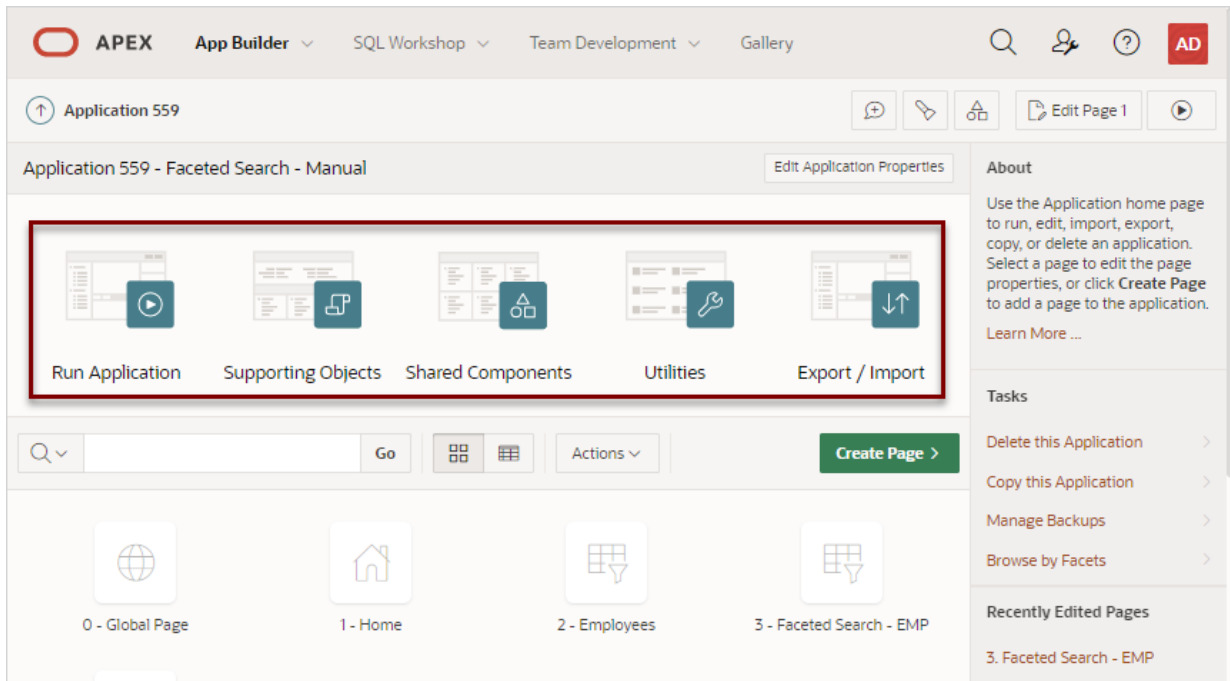 APEX App Builder SQL Workshop Team Development Gallery AD
Application 559 Edit Page 1
Application 559 - Faceted Search - Manual Edit Application Properties
Run Application Supporting Objects Shared Components Utilities Export / Import
Go Actions Create Page >
0 - Global Page 1 - Home 2 - Employees 3 - Faceted Search - EMP
About
Use the Application home page
to run, edit, import, export,
copy, or delete an application.
Select a page to edit the page
properties, or click Create Page
to add a page to the application.
Learn More ...
Tasks
Delete this Application
Copy this Application
Manage Backups
Browse by Facets
Recently Edited Pages
3. Faceted Search - EMP